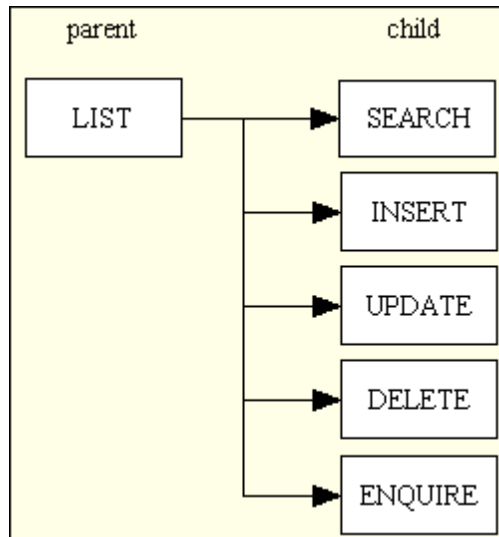 parent child
LIST SEARCH
INSERT
UPDATE
DELETE
ENQUIRE